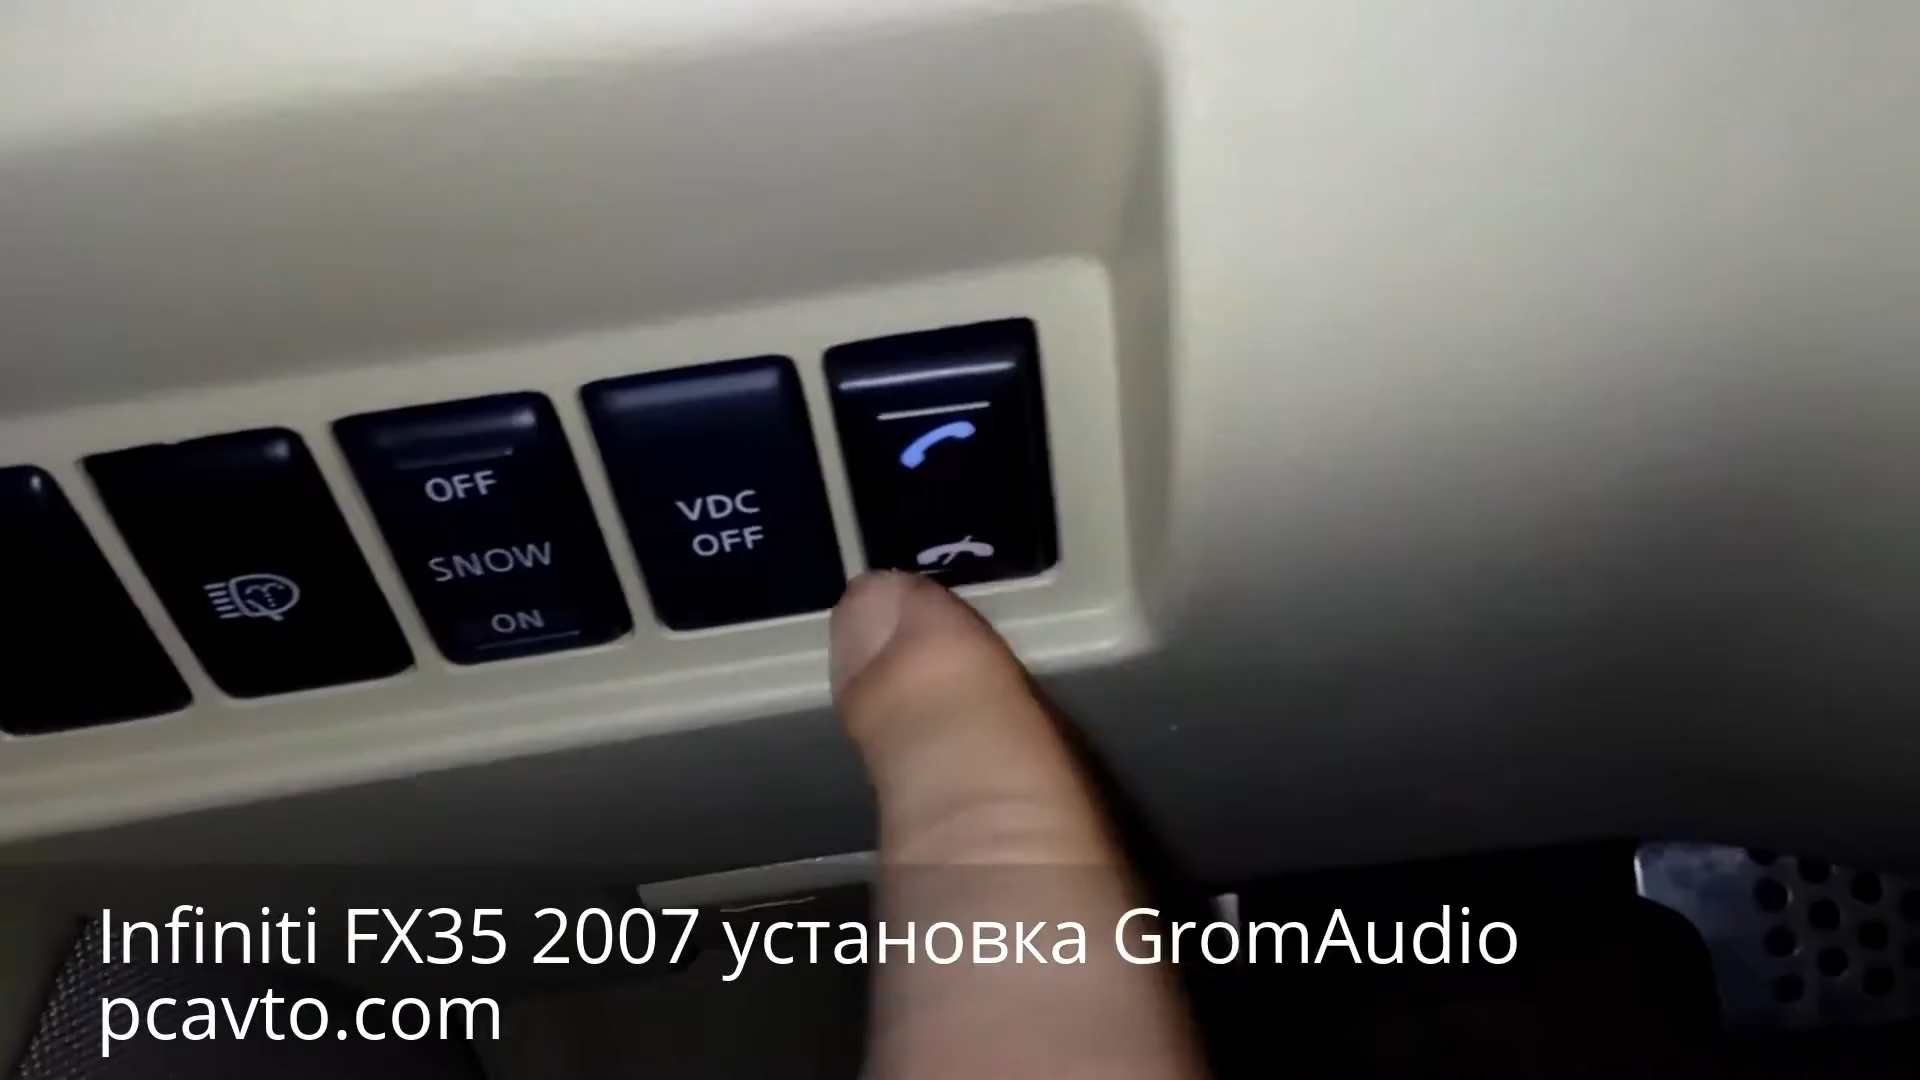 OFF
SNOW
ON
VDC
OFF
Infiniti FX35 2007 установка GromAudio
pcavto.com